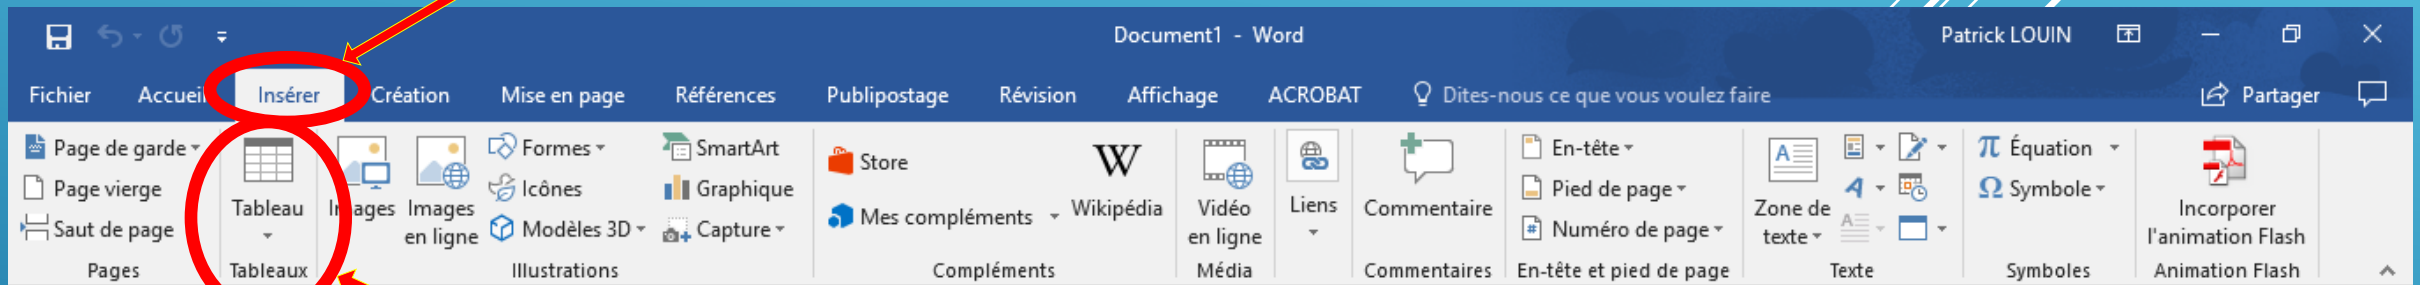 Document1 - Word
Patrick LOUIN
Fichier Accueil Insérer Création Mise en page Références Publipostage Révision Affichage ACROBAT Dites-nous ce que vous voulez faire Partager
Page de garde
Page vierge
Saut de page
Pages
Tableau
Tableaux
Images
Images
en ligne
Formes
Icônes
Modèles 3D
SmartArt
Graphique
Capture
Illustrations
Store
Mes compléments
W
Wikipédia
Compléments
Vidéo
en ligne
Média
Liens
Commentaire
Commentaires
En-tête
Pied de page
Numéro de page
En-tête et pied de page
Zone de
texte
Texte
π Équation
Ω Symbole
Symboles
Incorporer
l'animation Flash
Animation Flash